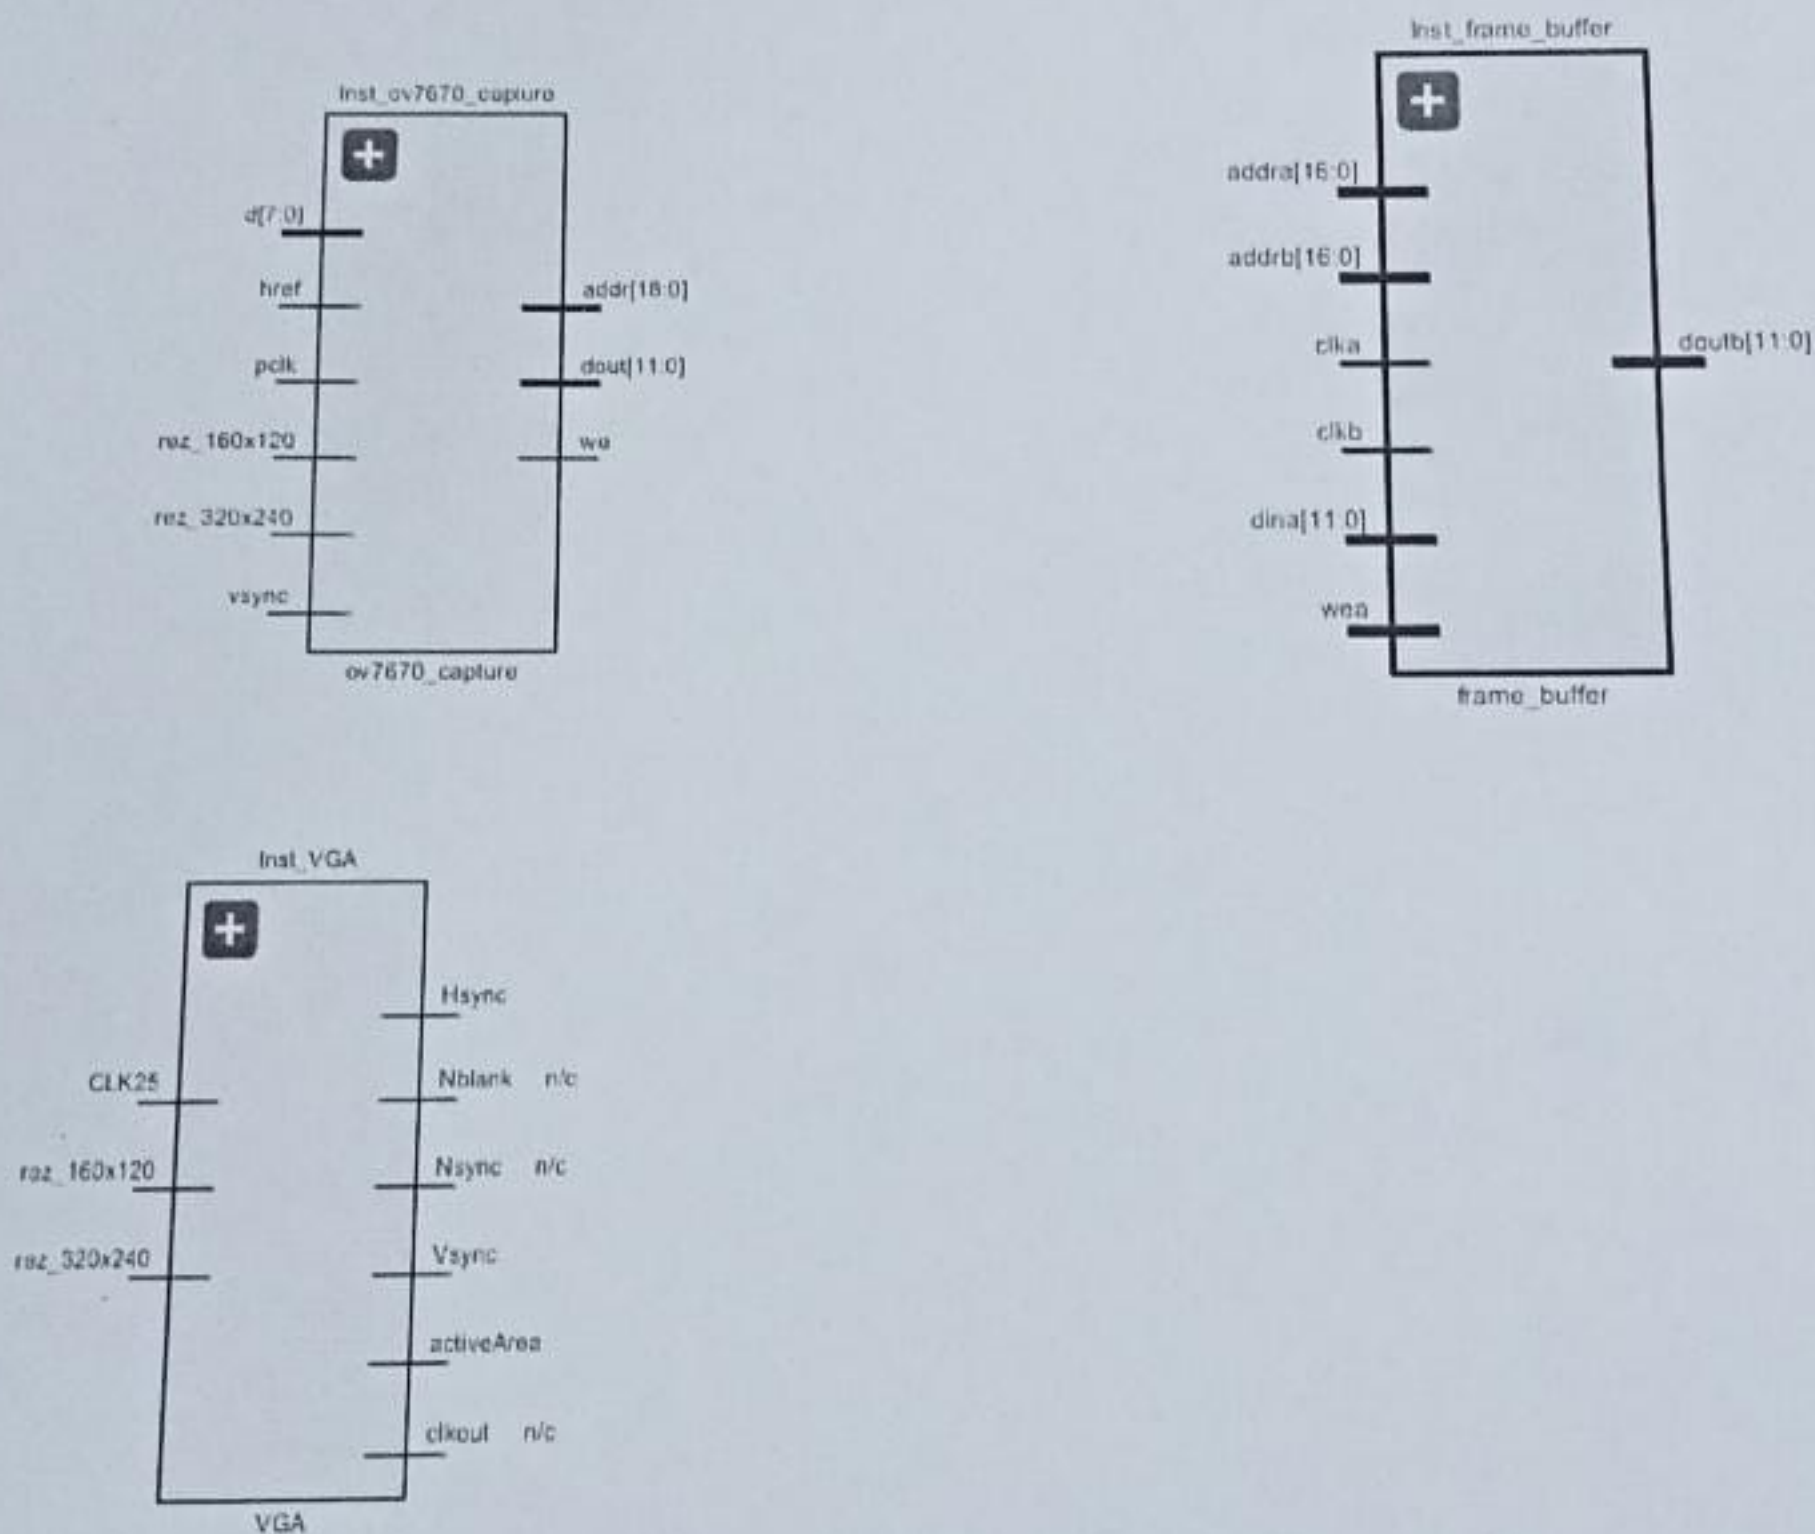 Inst_ov7670_capture
d[7:0]
href
pclk
rez_160x120
rez_320x240
vsync
addr[18:0]
dout[11:0]
we
ov7670_capture
Inst_frame_buffer
addra[16:0]
addrb[16:0]
clka
clkb
dina[11:0]
wea
doutb[11:0]
frame_buffer
Inst_VGA
CLK25
rez_160x120
rez_320x240
Hsync
Nblank n/c
Nsync n/c
Vsync
activeArea
clkout n/c
VGA